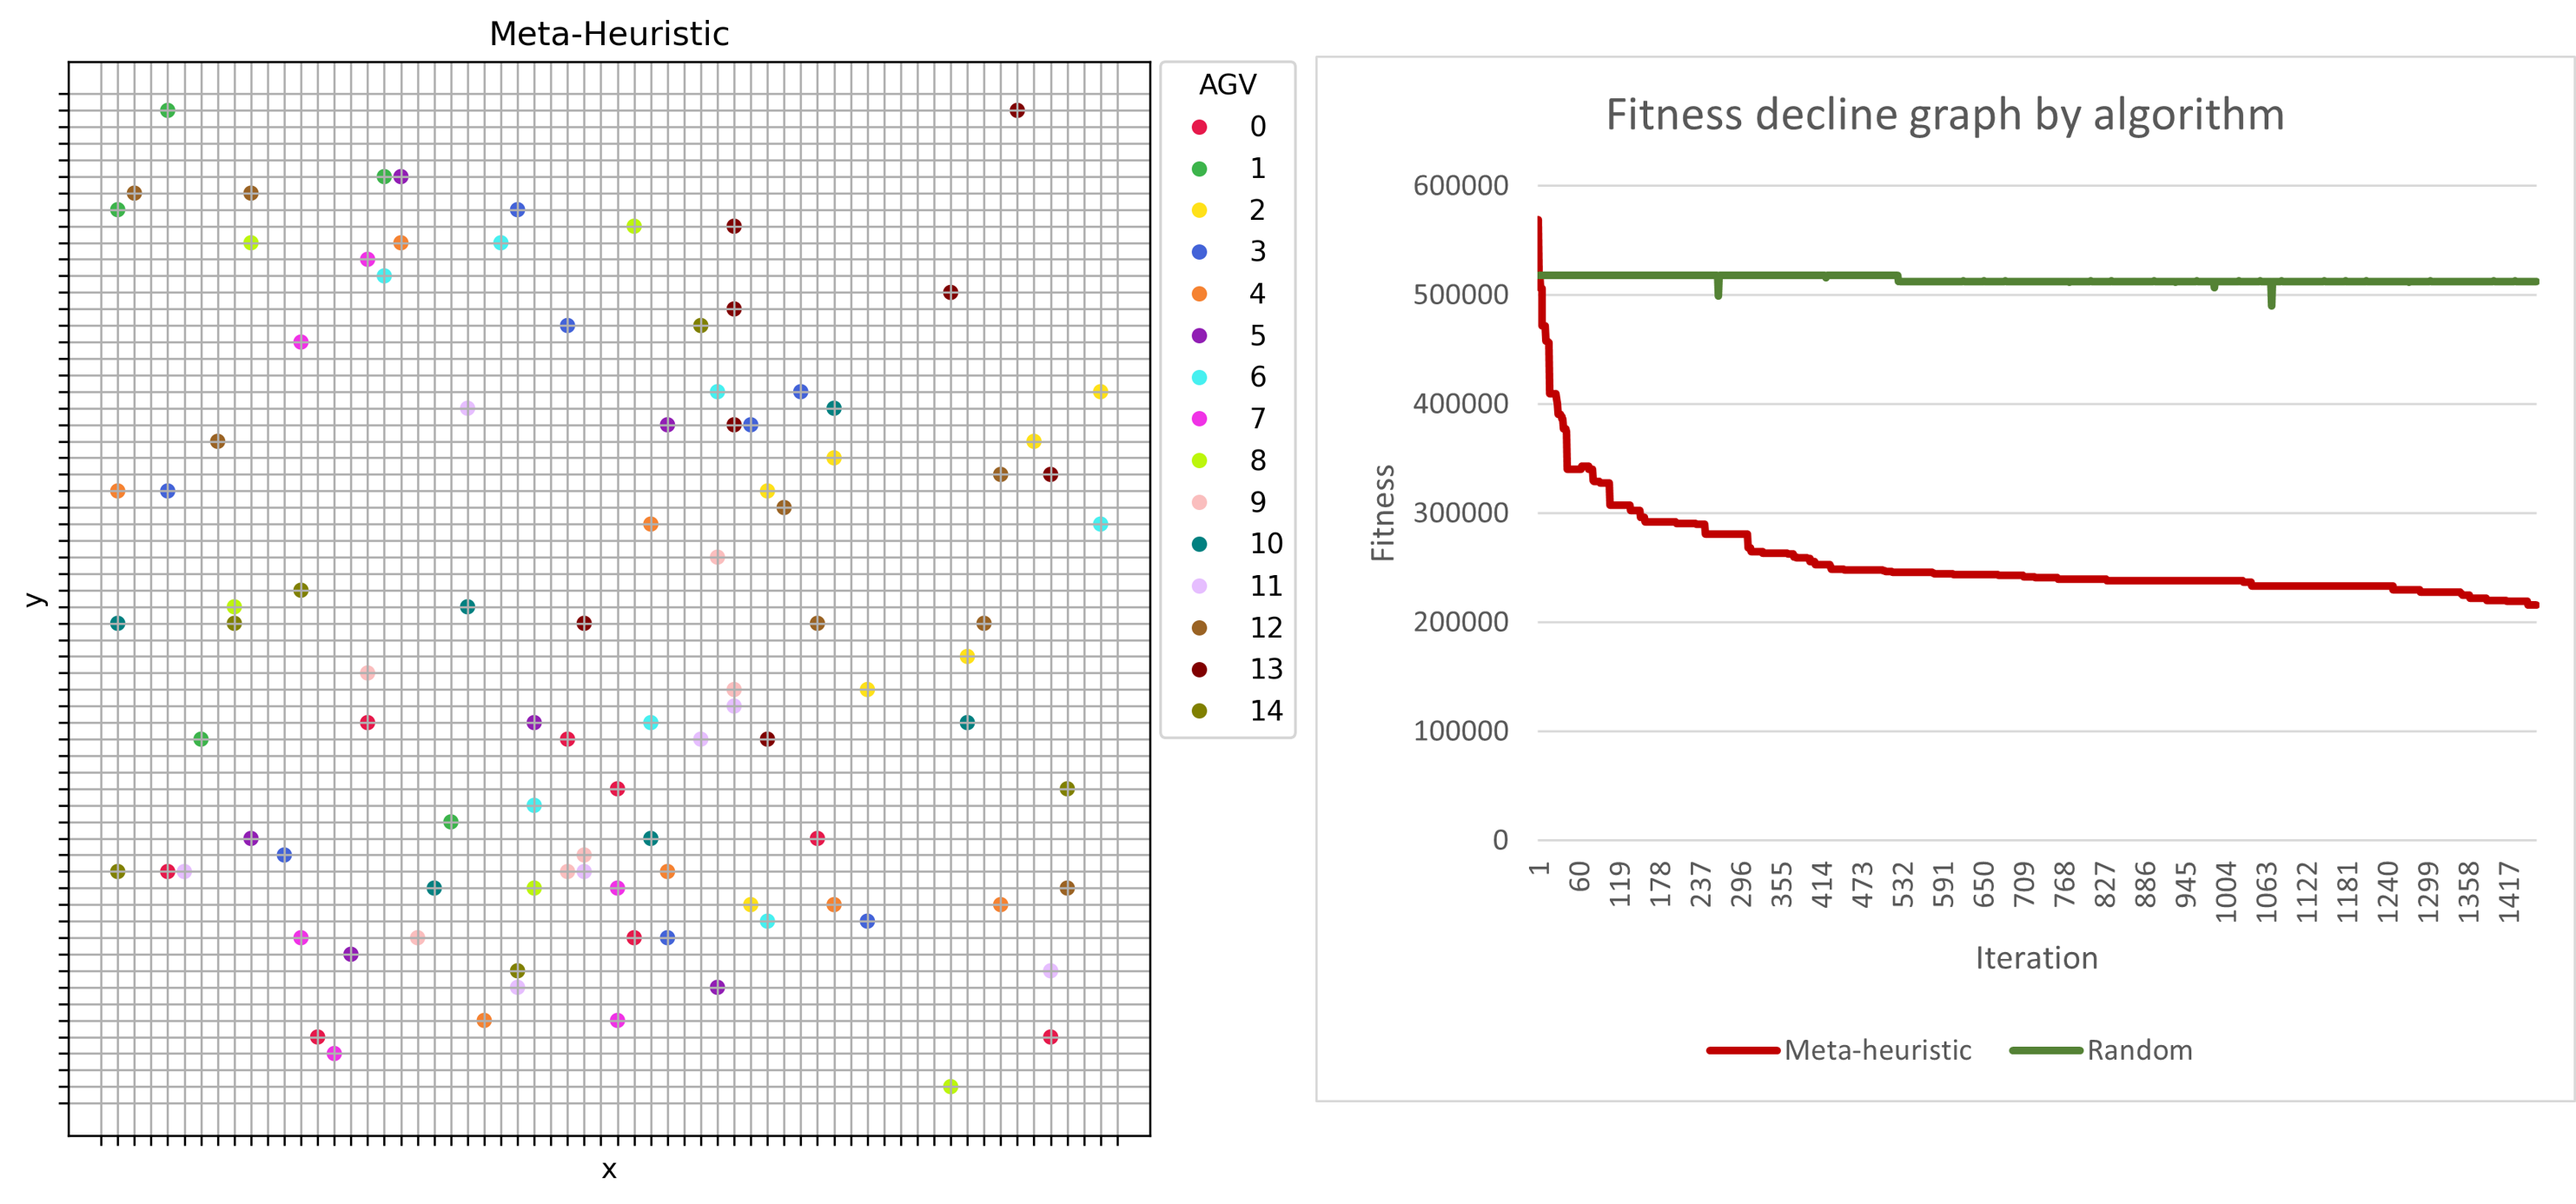 Meta-Heuristic
y
x
AGV
0
1
2
3
4
5
6
7
8
9
10
11
12
13
14
Fitness decline graph by algorithm
Fitness
600000
500000
400000
300000
200000
100000
0
1 60 119 178 237 296 355 414 473 532 591 650 709 768 827 886 945 1004 1063 1122 1181 1240 1299 1358 1417
Iteration
Meta-heuristic Random